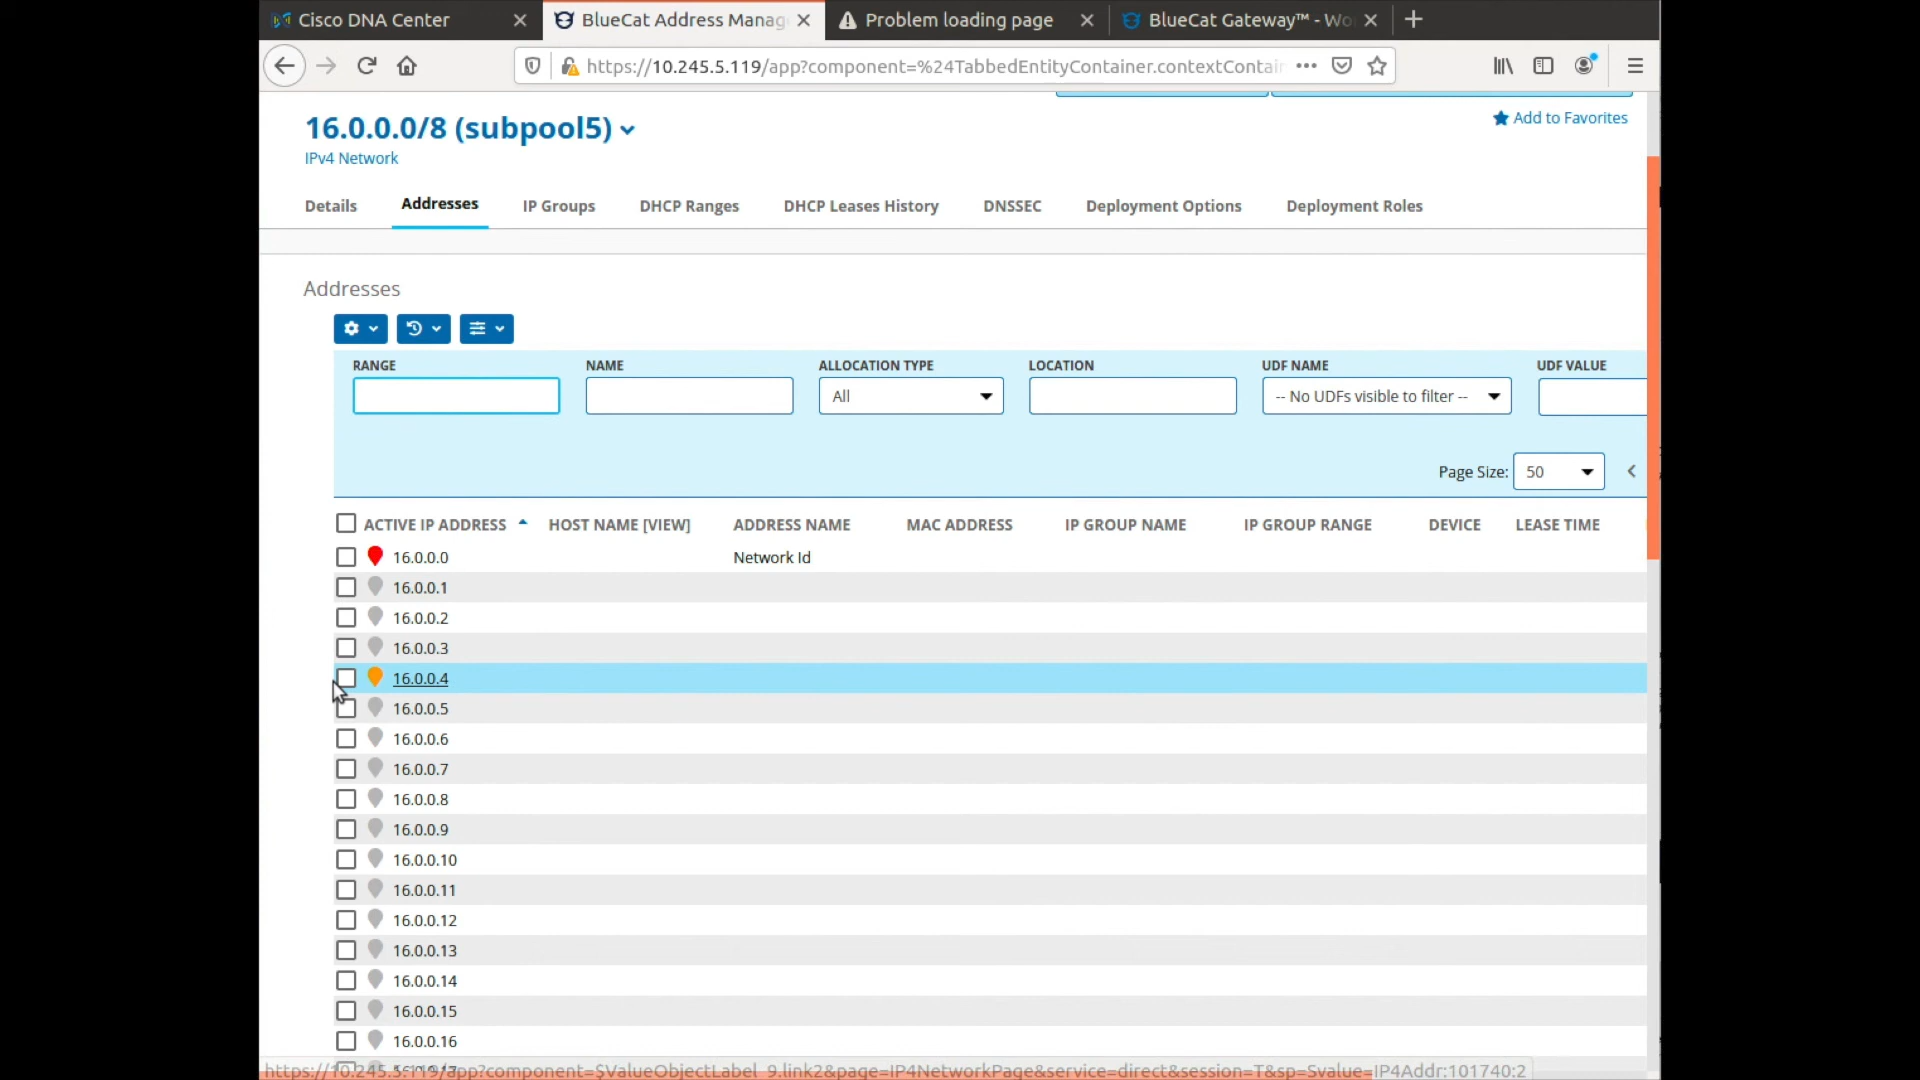 Cisco DNA Center
BlueCat Address Manag
Problem loading page
BlueCat Gateway™ - Wo
https://10.245.5.119/app?component=%24TabbedEntityContainer.contextContain
16.0.0.0/8 (subpool5)
Add to Favorites
IPv4 Network
Details Addresses IP Groups DHCP Ranges DHCP Leases History DNSSEC Deployment Options Deployment Roles
Addresses
RANGE NAME ALLOCATION TYPE LOCATION UDF NAME UDF VALUE
All -- No UDFs visible to filter --
Page Size: 50
ACTIVE IP ADDRESS HOST NAME [VIEW] ADDRESS NAME MAC ADDRESS IP GROUP NAME IP GROUP RANGE DEVICE LEASE TIME
16.0.0.0 Network Id
16.0.0.1
16.0.0.2
16.0.0.3
16.0.0.4
16.0.0.5
16.0.0.6
16.0.0.7
16.0.0.8
16.0.0.9
16.0.0.10
16.0.0.11
16.0.0.12
16.0.0.13
16.0.0.14
16.0.0.15
16.0.0.16
https://10.245.5.119/app?component=$ValueObjectLabel_9.link2&page=IP4NetworkPage&service=direct&session=T&sp=Svalue=IP4Addr:101740:2